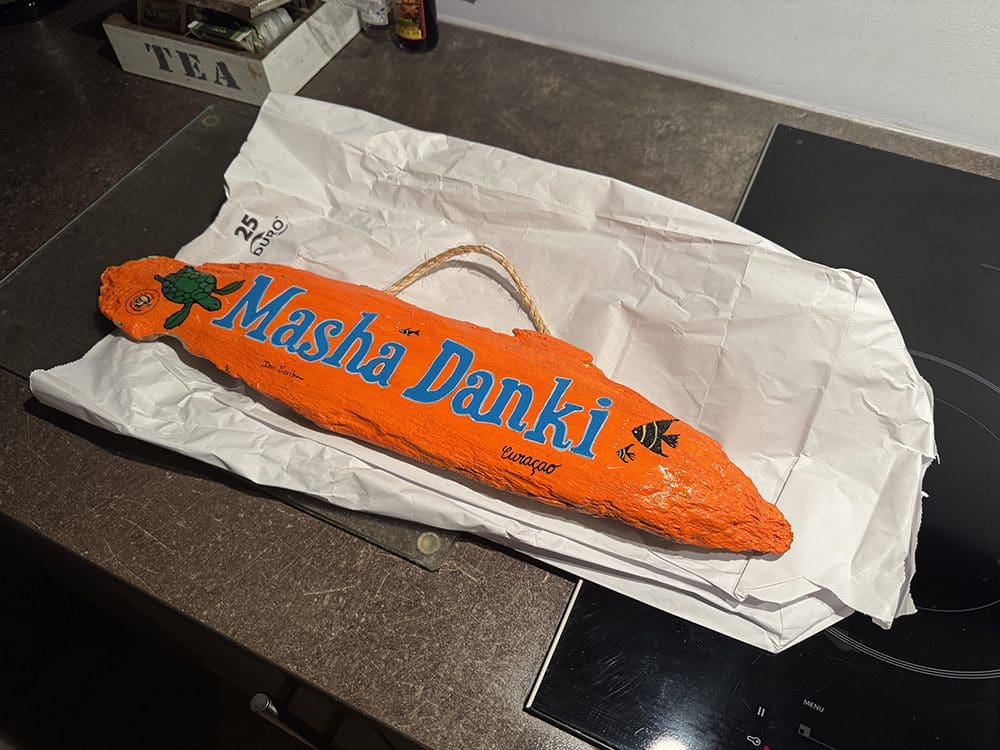 TEA
25
DURO
Masha Danki
Curaçao
MENU